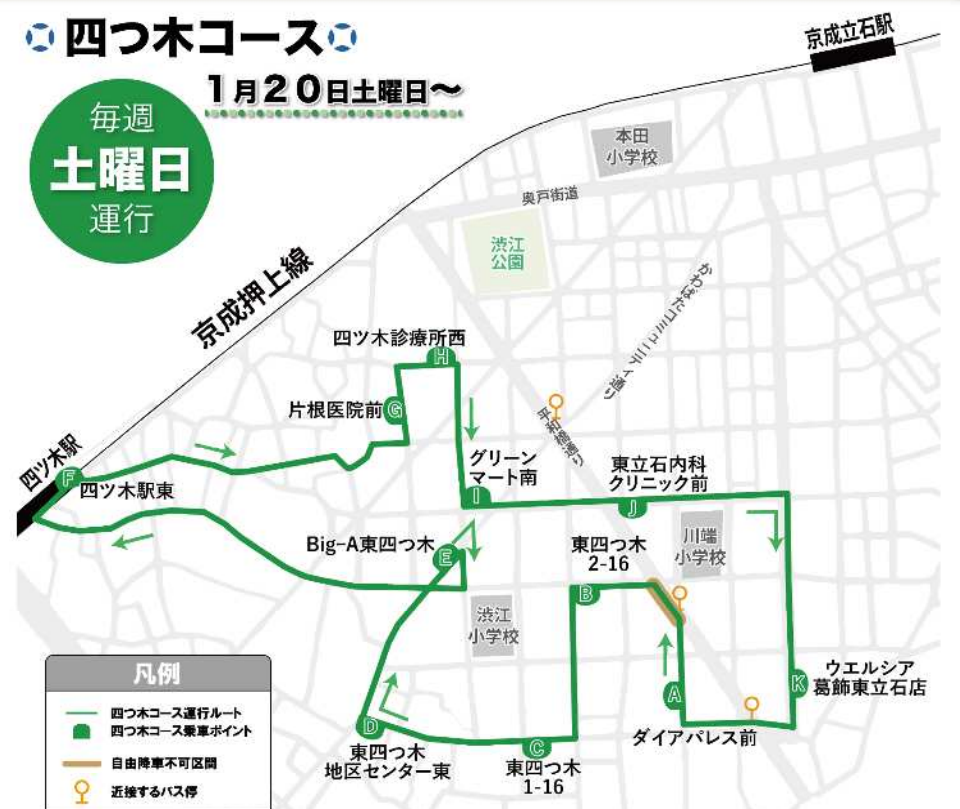 四つ木コース
1月20日土曜日〜
毎週
土曜日
運行
京成立石駅
本田
小学校
奥戸街道
渋江
公園
京成押上線
かわばたコミュニティ通り
四ツ木診療所西
H
片根医院前
G
平和橋通り
四ツ木駅
F
四ツ木駅東
グリーン
マート南
I
東立石内科
クリニック前
J
川端
小学校
Big-A東四つ木
E
東四つ木
2-16
B
渋江
小学校
A
K
ウエルシア
葛飾東立石店
ダイアパレス前
D
東四つ木
地区センター東
C
東四つ木
1-16
凡例
四つ木コース運行ルート
四つ木コース乗車ポイント
自由降車不可区間
近接するバス停